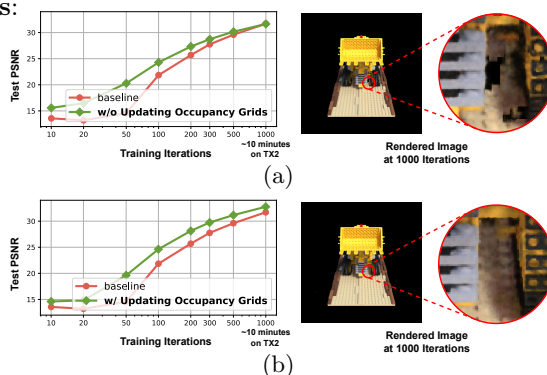 s:
Test PSNR
30
25
20
15
baseline
w/o Updating Occupancy Grids
10 20 50 100 200 300 500 1000
Training Iterations
~10 minutes
on TX2
Rendered Image
at 1000 Iterations
(a)
Test PSNR
30
25
20
15
baseline
w/ Updating Occupancy Grids
10 20 50 100 200 300 500 1000
Training Iterations
~10 minutes
on TX2
Rendered Image
at 1000 Iterations
(b)